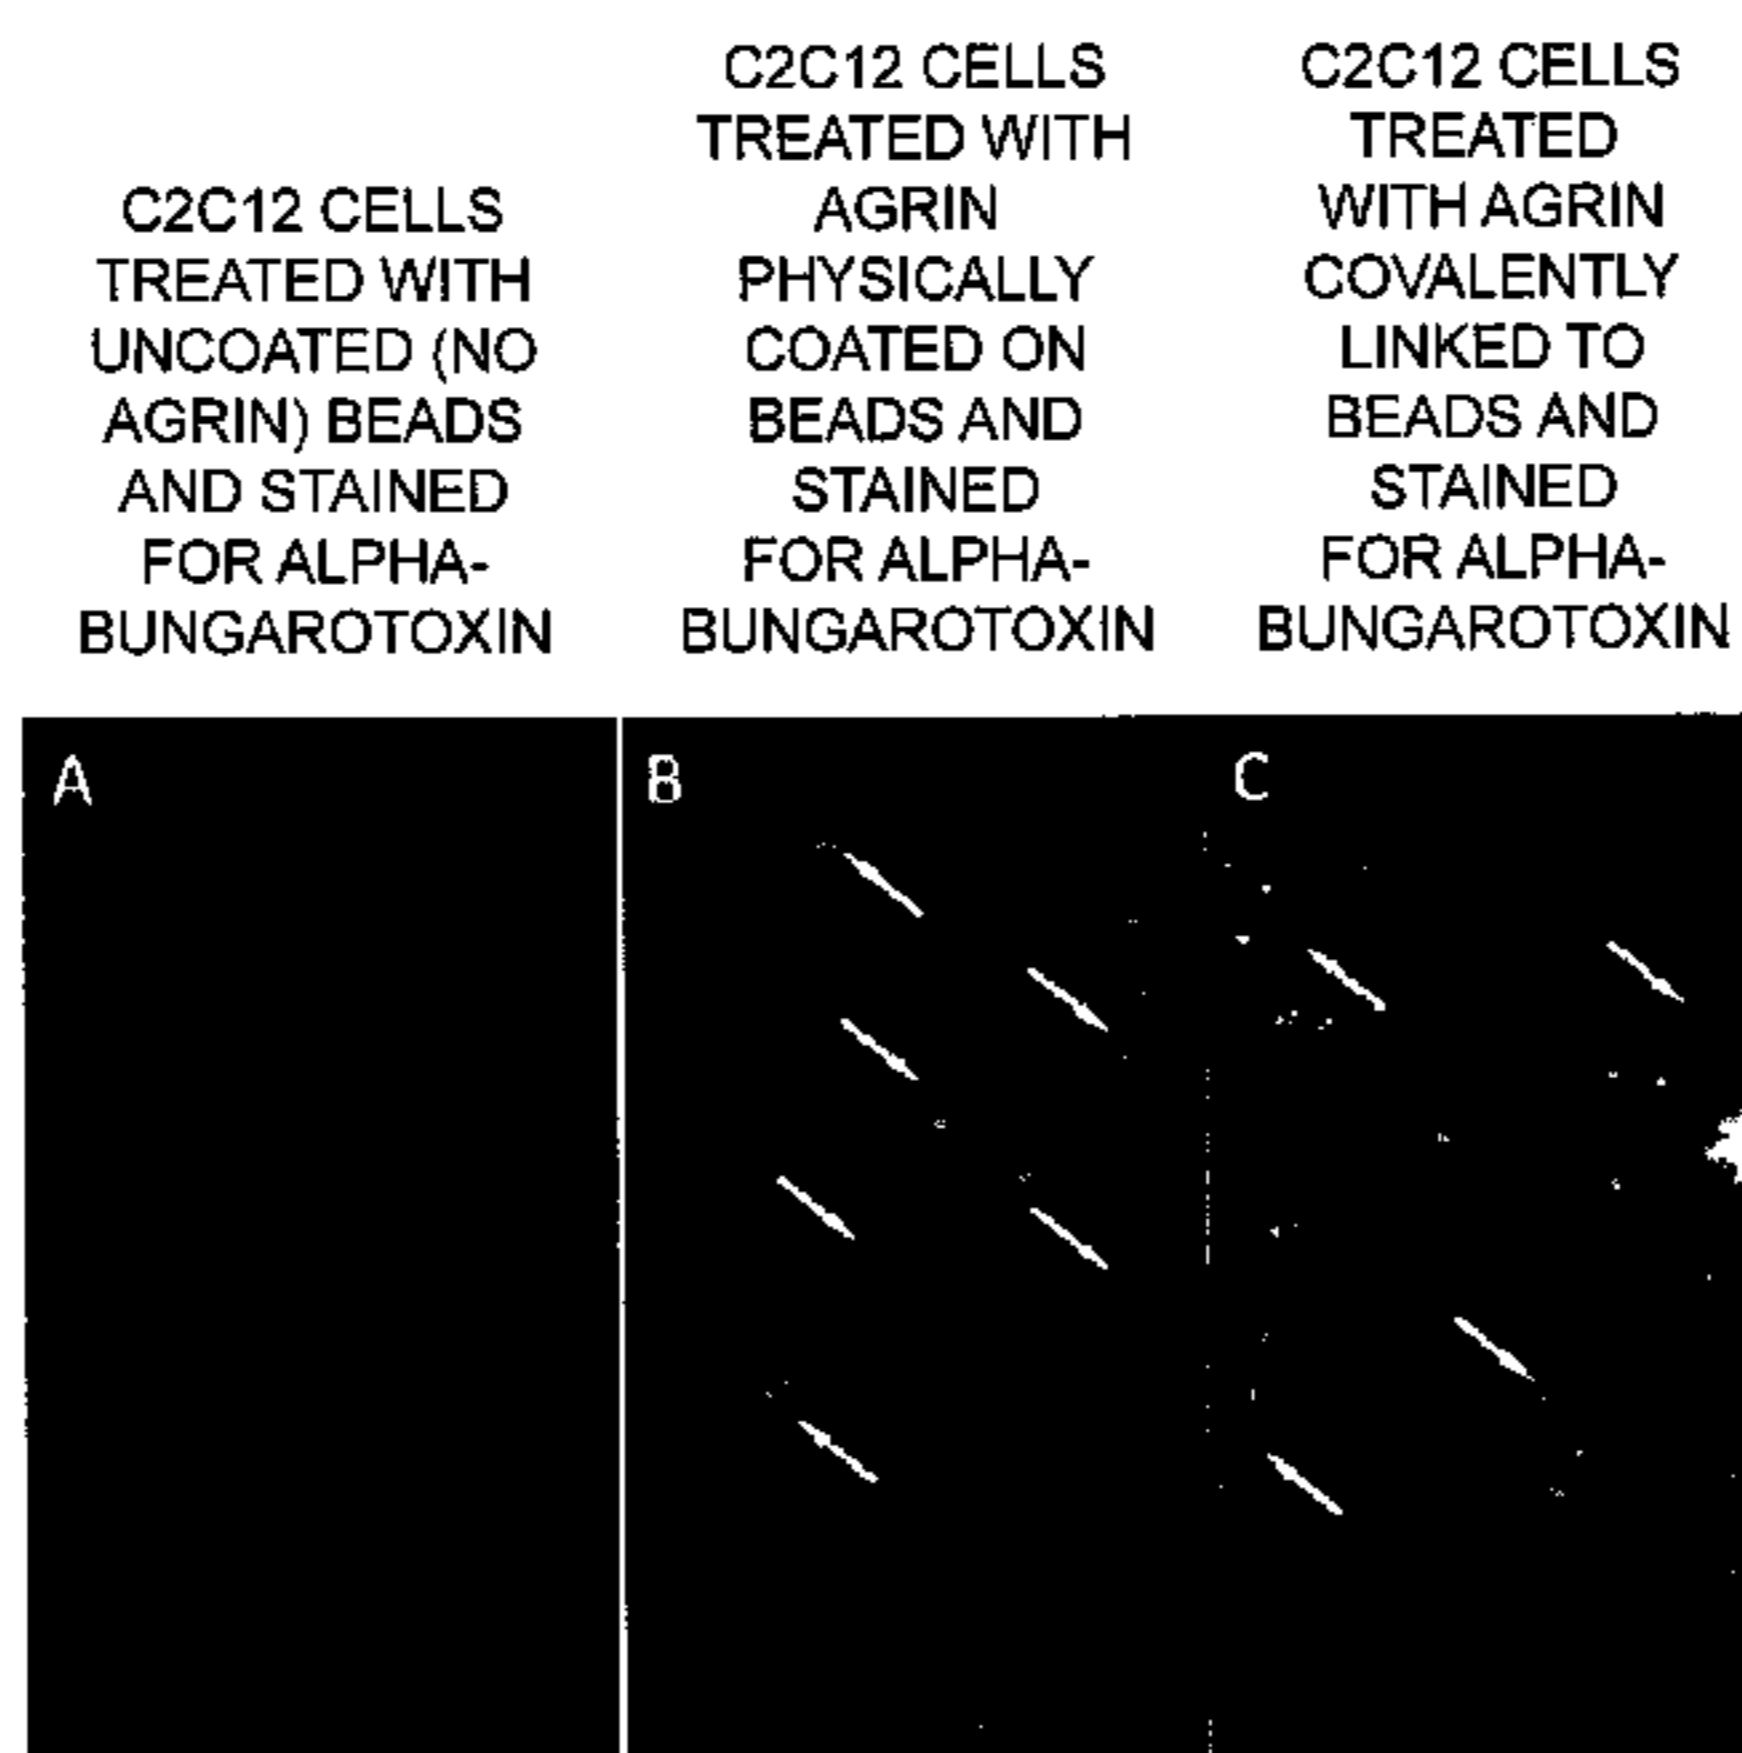 C2C12 CELLS
TREATED WITH
UNCOATED (NO
AGRIN) BEADS
AND STAINED
FOR ALPHA-
BUNGAROTOXIN
C2C12 CELLS
TREATED WITH
AGRIN
PHYSICALLY
COATED ON
BEADS AND
STAINED
FOR ALPHA-
BUNGAROTOXIN
C2C12 CELLS
TREATED
WITH AGRIN
COVALENTLY
LINKED TO
BEADS AND
STAINED
FOR ALPHA-
BUNGAROTOXIN
A
B
C